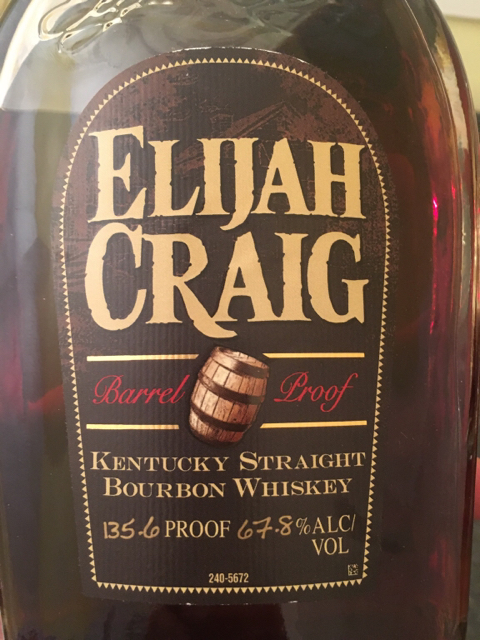 ELIJAH
CRAIG
Barrel Proof
KENTUCKY STRAIGHT
BOURBON WHISKEY
135.6 PROOF 67.8% ALC/
VOL
240-5672